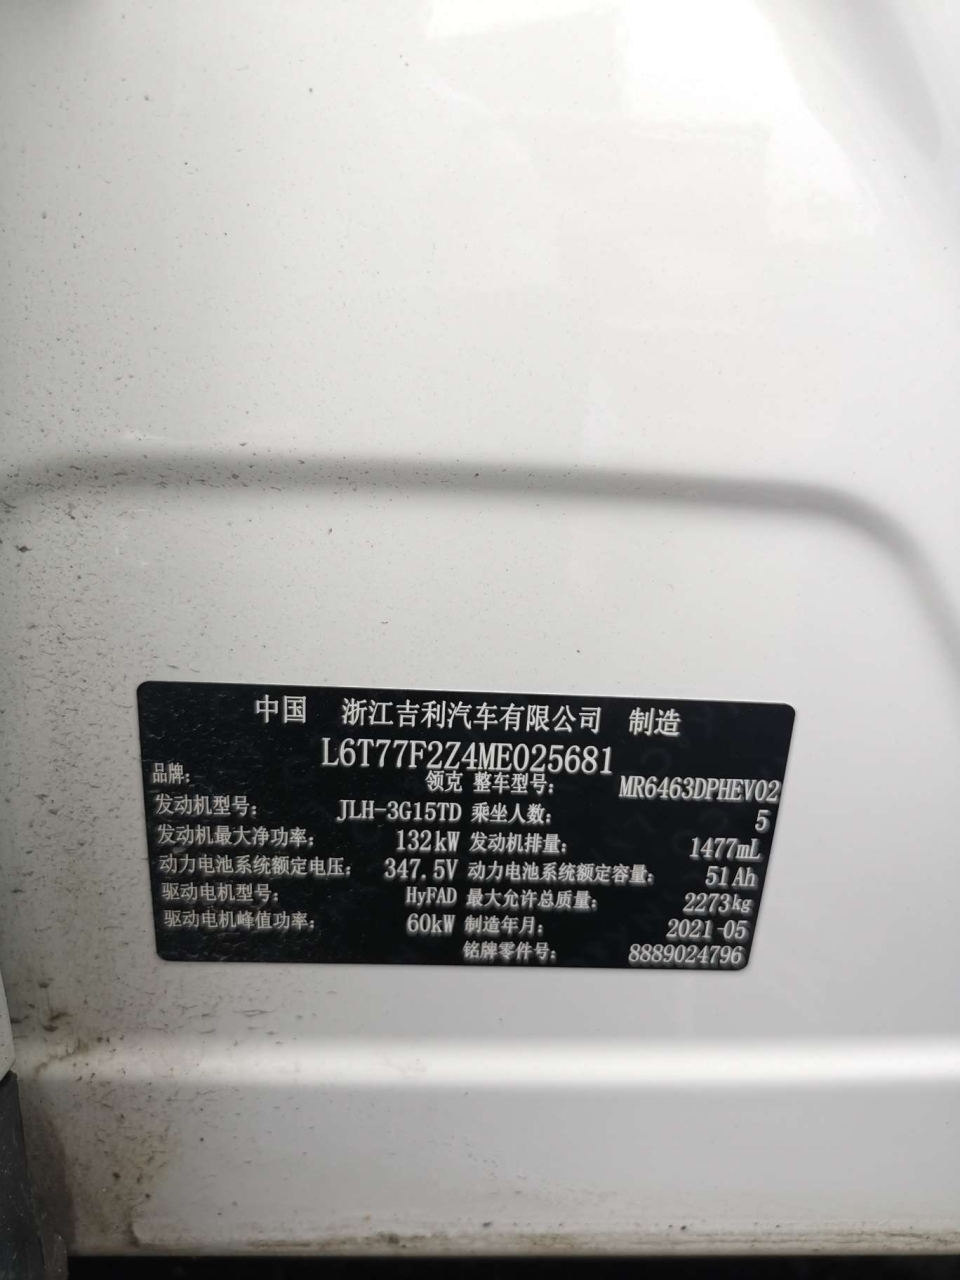 中国 浙江吉利汽车有限公司 制造
L6T77F2Z4ME025681
品牌: 领克 整车型号: MR6463DPHEV02
发动机型号: JLH-3G15TD 乘坐人数: 5
发动机最大净功率: 132kW 发动机排量: 1477mL
动力电池系统额定电压: 347.5V 动力电池系统额定容量: 51Ah
驱动电机型号: HyFAD 最大允许总质量: 2273kg
驱动电机峰值功率: 60kW 制造年月: 2021-05
铭牌零件号: 8889024796